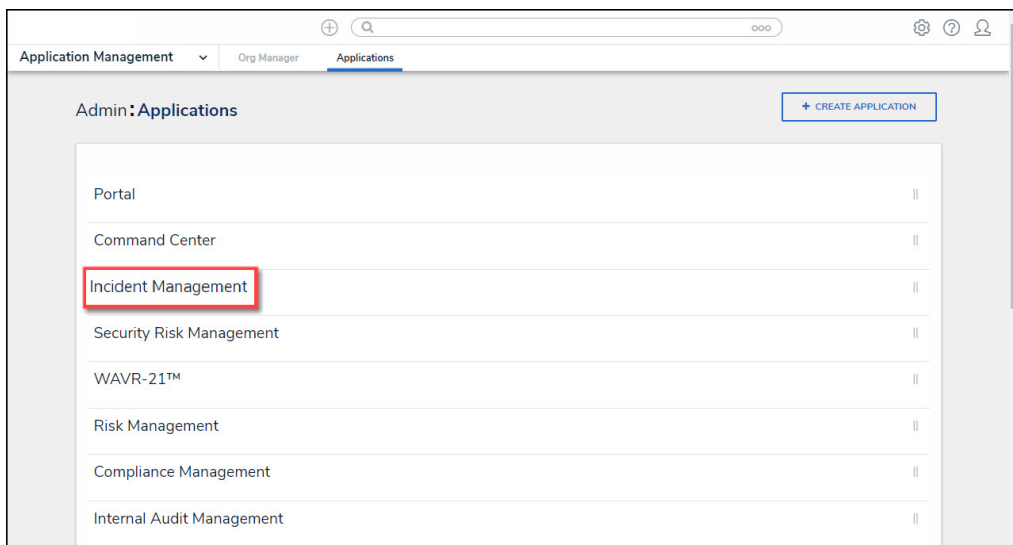 Application Management
Org Manager
Applications
Admin:Applications
+ CREATE APPLICATION
Portal
Command Center
Incident Management
Security Risk Management
WAVR-21™
Risk Management
Compliance Management
Internal Audit Management